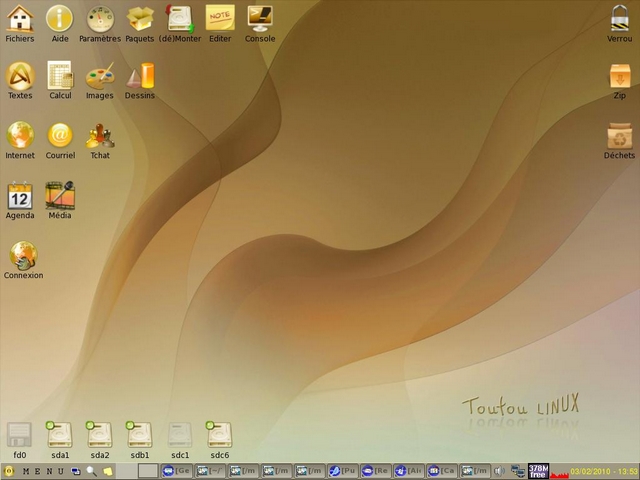 Fichiers Aide Paramètres Paquets (dé)Monter Editer Console Verrou
NOTE
Textes Calcul Images Dessins Zip
Internet Courriel Tchat Déchets
12
Agenda Média
Connexion
Toutou LINUX
fd0 sda1 sda2 sdb1 sdc1 sdc6
MENU [Ge [~/ [/m [/m [/m [Pu [Re [Ca [/m 378M free 03/02/2010 - 13:53